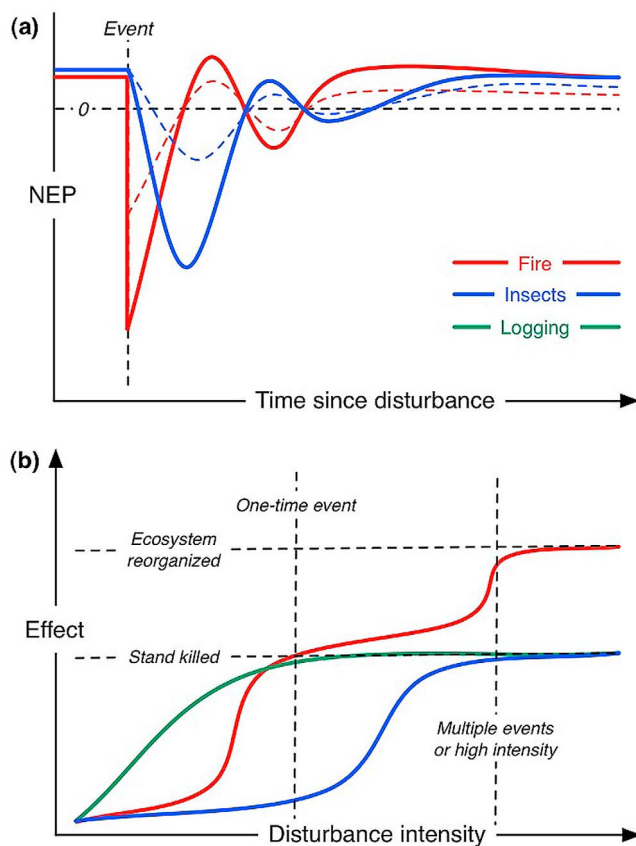 (a)
Event
0
NEP
Fire
Insects
Logging
Time since disturbance
(b)
One-time event
Ecosystem
reorganized
Effect
Stand killed
Multiple events
or high intensity
Disturbance intensity